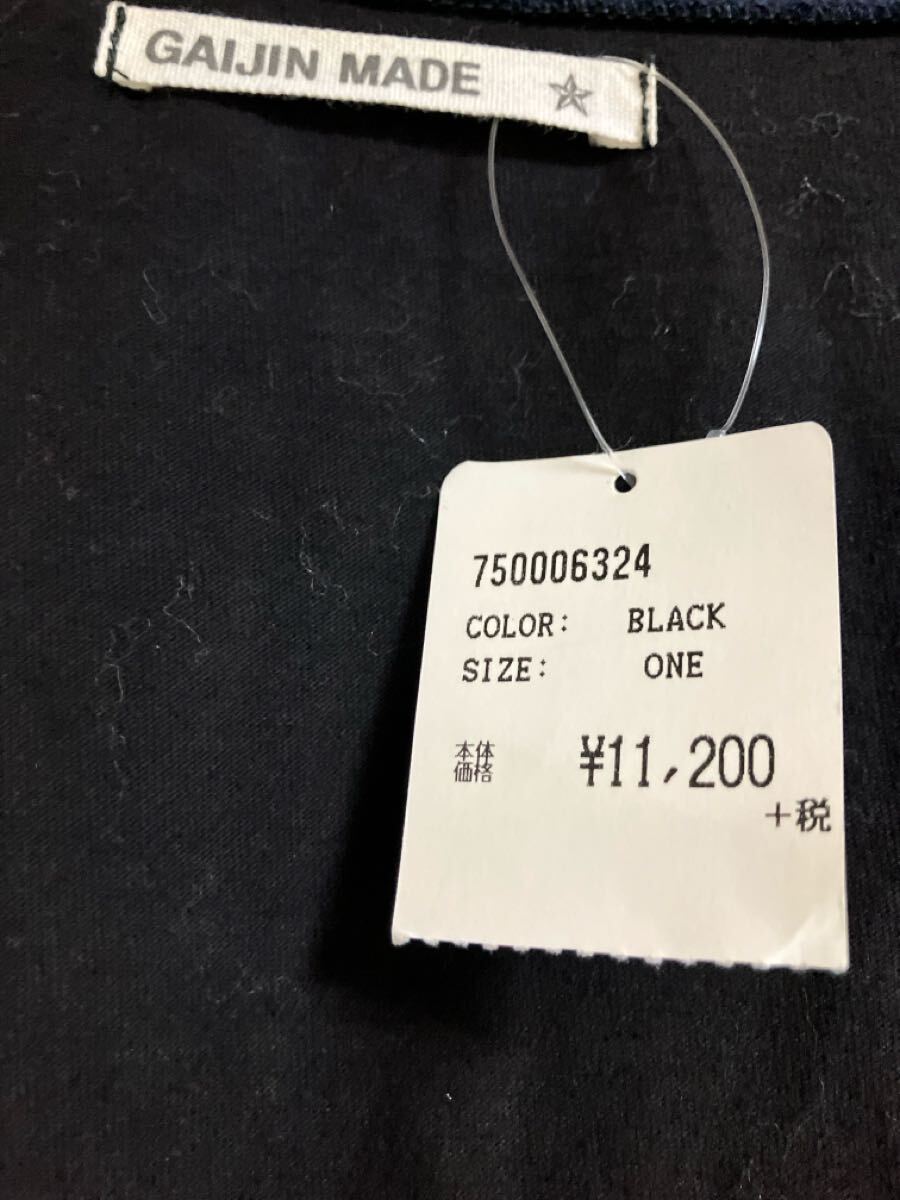 GAIJIN MADE
750006324
COLOR: BLACK
SIZE: ONE
本体
価格 ¥11,200
+税